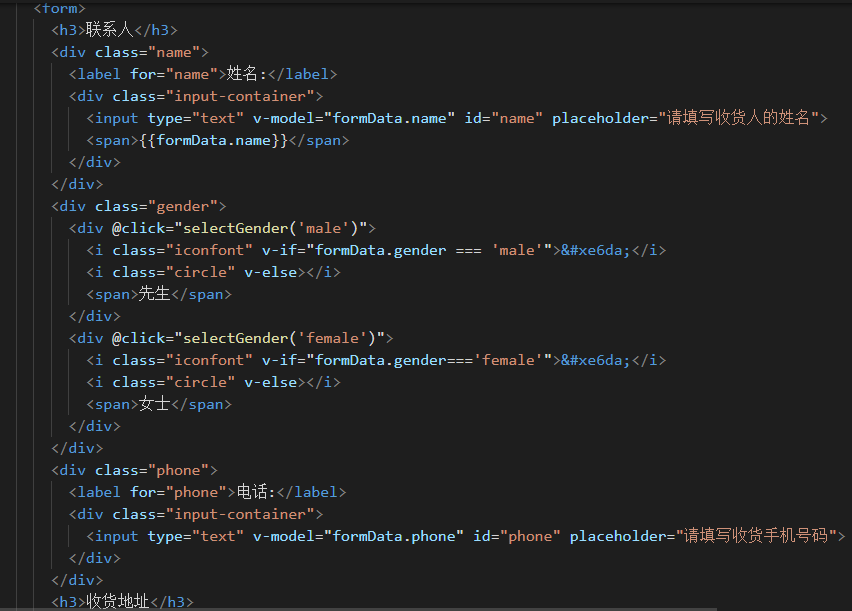 <form>
<h3>联系人</h3>
<div class="name">
<label for="name">姓名:</label>
<div class="input-container">
<input type="text" v-model="formData.name" id="name" placeholder="请填写收货人的姓名">
<span>{{formData.name}}</span>
</div>
</div>
<div class="gender">
<div @click="selectGender('male')">
<i class="iconfont" v-if="formData.gender === 'male'">&#xe6da;</i>
<i class="circle" v-else></i>
<span>先生</span>
</div>
<div @click="selectGender('female')">
<i class="iconfont" v-if="formData.gender==='female'">&#xe6da;</i>
<i class="circle" v-else></i>
<span>女士</span>
</div>
</div>
<div class="phone">
<label for="phone">电话:</label>
<div class="input-container">
<input type="text" v-model="formData.phone" id="phone" placeholder="请填写收货手机号码">
</div>
</div>
<h3>收货地址</h3>